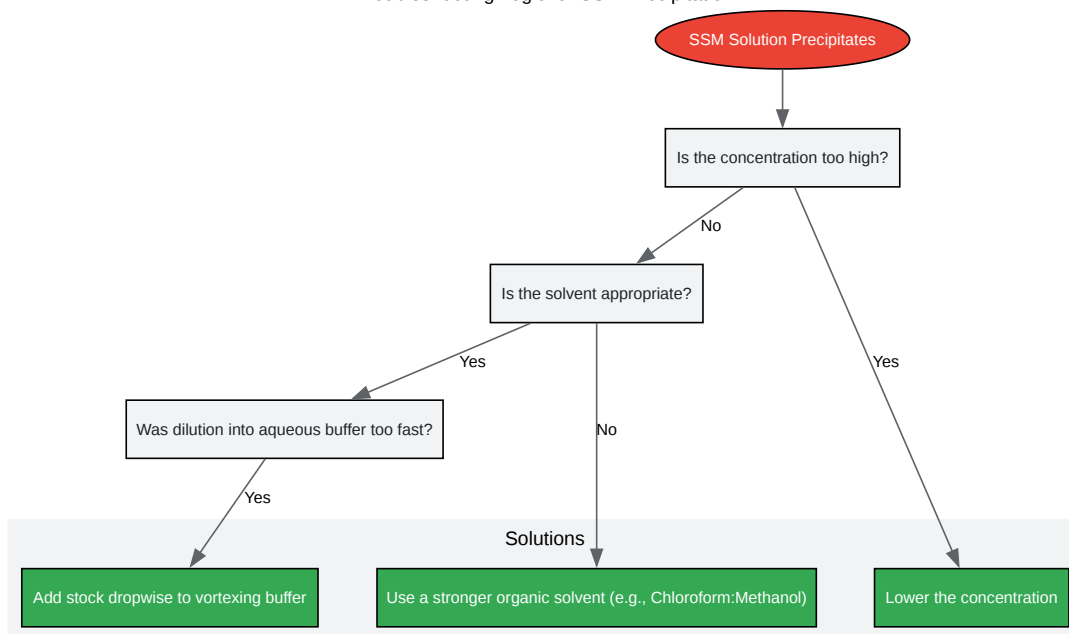 SSM Solution Precipitates
Is the concentration too high?
No
Is the solvent appropriate?
Yes
Yes
Was dilution into aqueous buffer too fast?
No
Yes
Solutions
Add stock dropwise to vortexing buffer
Use a stronger organic solvent (e.g., Chloroform:Methanol)
Lower the concentration